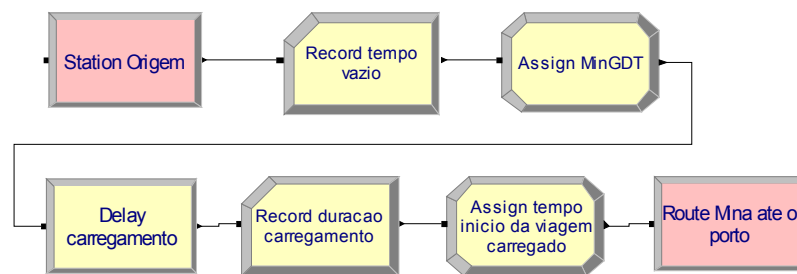 Station Origem
Record tempo
vazio
Assign MinGDT
Delay
carregamento
Record duracao
carregamento
Assign tempo
inicio da viagem
carregado
Route Mina ate o
porto